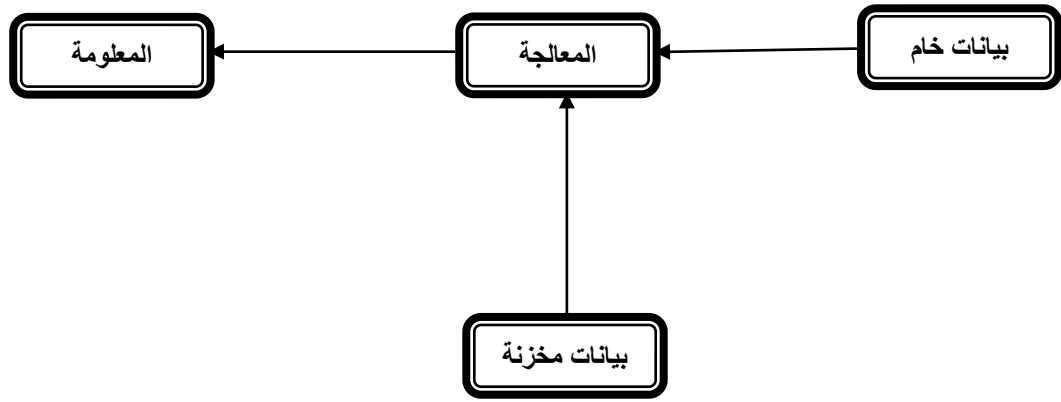 بيانات خام
المعالجة
المعلومة
بيانات مخزنة